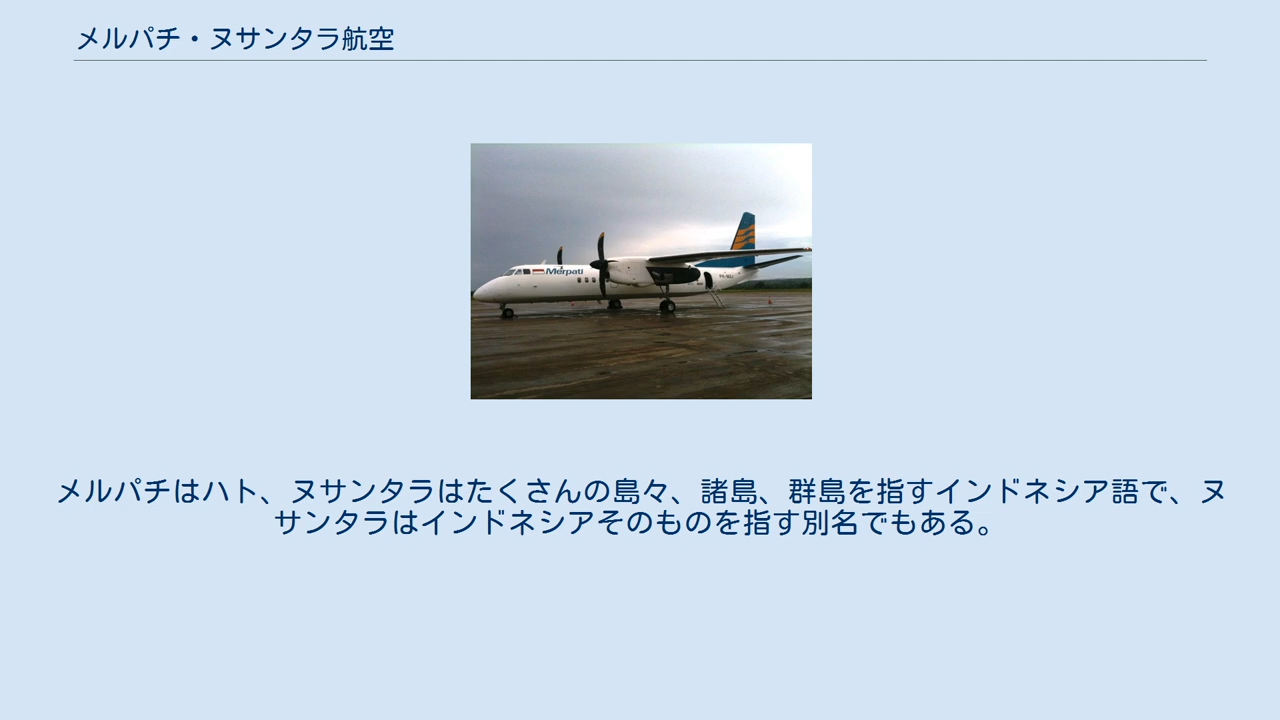 メルパチ・ヌサンタラ航空
Merpati
メルパチはハト、ヌサンタラはたくさんの島々、諸島、群島を指すインドネシア語で、ヌ
サンタラはインドネシアそのものを指す別名でもある。